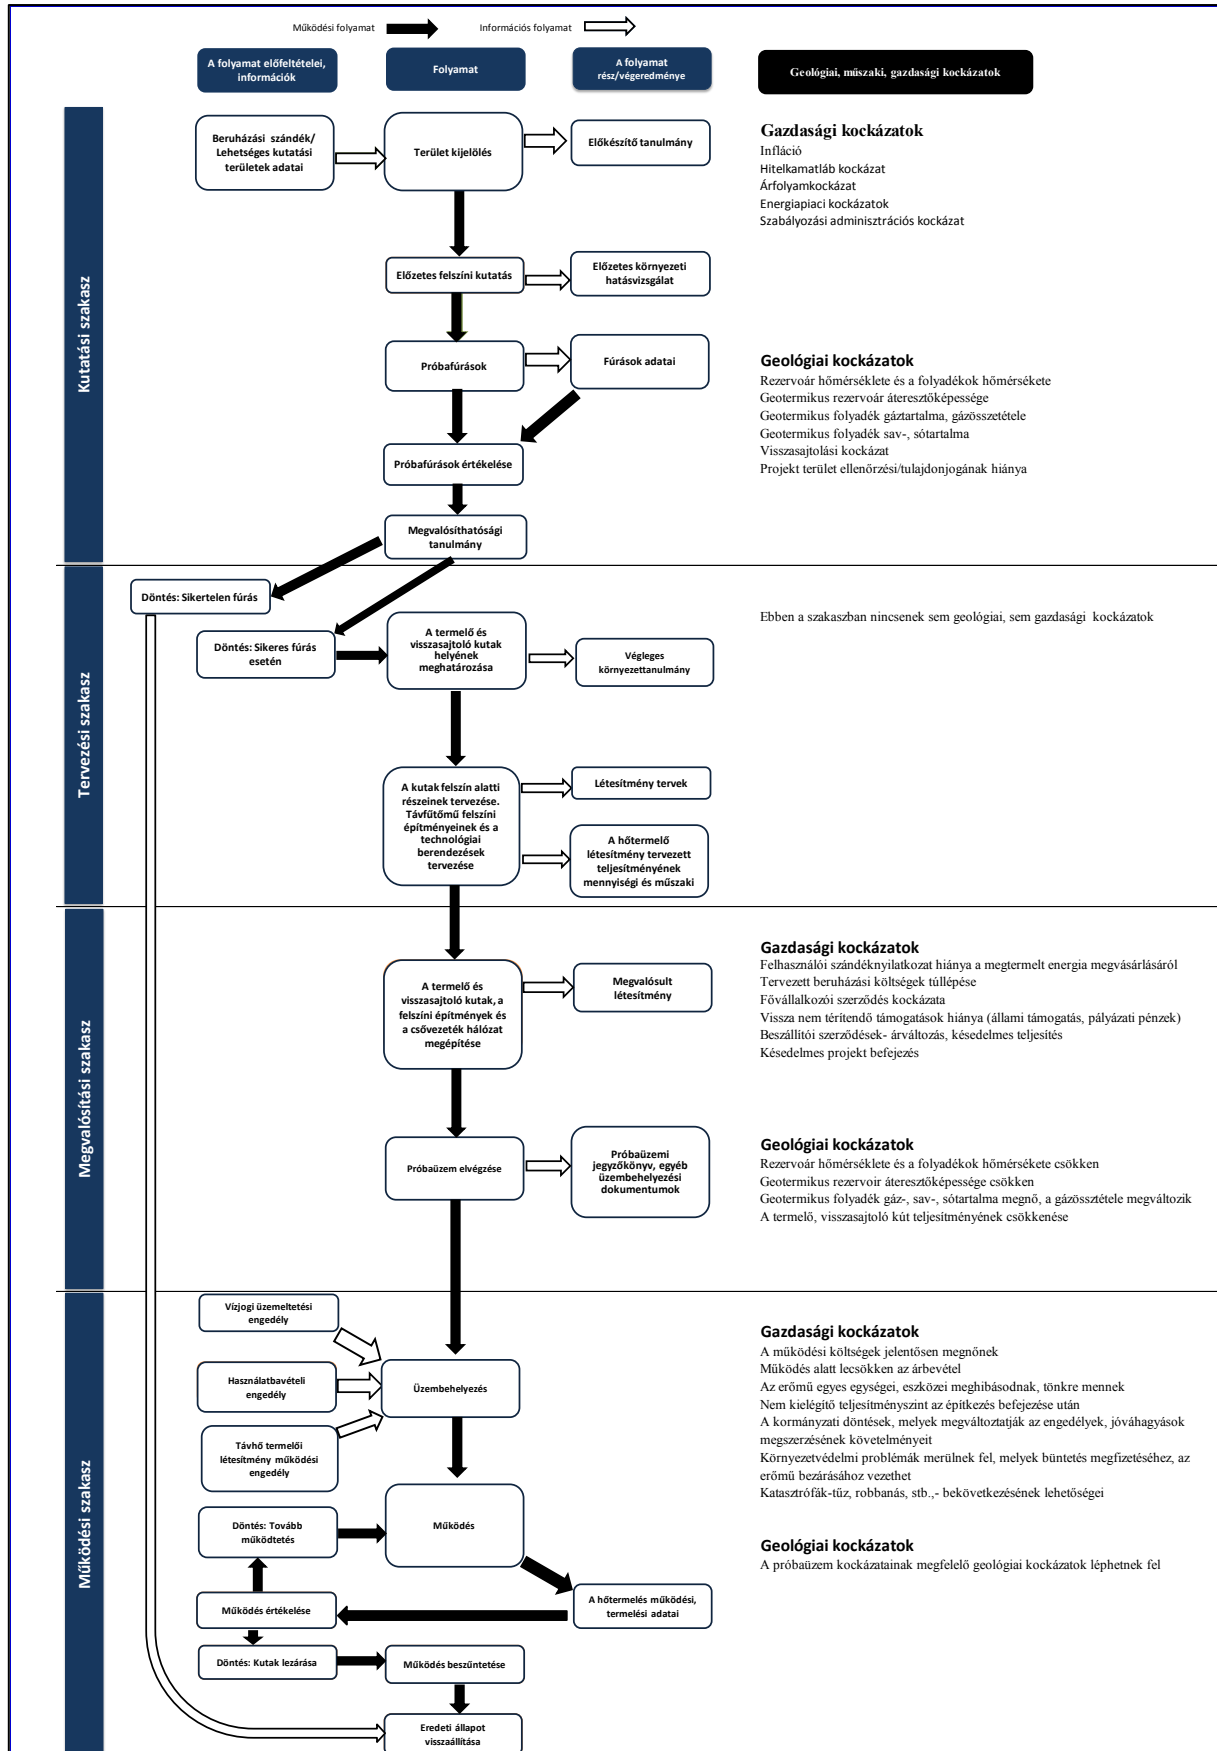 Működési folyamat
Információs folyamat
A folyamat előfeltételei,
információk
Folyamat
A folyamat
rész/végeredménye
Geológiai, műszaki, gazdasági kockázatok
Kutatási szakasz
Beruházási szándék/
Lehetséges kutatási
területek adatai
Terület kijelölés
Előkészítő tanulmány
Gazdasági kockázatok
Infláció
Hitelkamatláb kockázat
Árfolyamkockázat
Energiapiaci kockázatok
Szabályozási adminisztrációs kockázat
Előzetes felszíni kutatás
Előzetes környezeti
hatásvizsgálat
Próbafúrások
Fúrások adatai
Geológiai kockázatok
Rezervoár hőmérséklete és a folyadékok hőmérsékete
Geotermikus rezervoár áteresztőképessége
Geotermikus folyadék gáztartalma, gázösszetétele
Geotermikus folyadék sav-, sótartalma
Visszasajtolási kockázat
Projekt terület ellenőrzési/tulajdonjogának hiánya
Próbafúrások értékelése
Megvalósíthatósági
tanulmány
Tervezési szakasz
Döntés: Sikertelen fúrás
Döntés: Sikeres fúrás
esetén
A termelő és
visszasajtoló kutak
helyének
meghatározása
Végleges
környezettanulmány
Ebben a szakaszban nincsenek sem geológiai, sem gazdasági  kockázatok
A kutak felszín alatti
részeinek tervezése.
Távfűtőmű felszíni
építményeinek és a
technológiai
berendezések
tervezése
Létesítmény tervek
A hőtermelő
létesítmény tervezett
teljesítményének
mennyiségi és műszaki
Megvalósítási szakasz
A termelő és
visszasajtoló kutak, a
felszíni építmények és
a csővezeték hálózat
megépítése
Megvalósult
létesítmény
Gazdasági kockázatok
Felhasználói szándéknyilatkozat hiánya a megtermelt energia megvásárlásáról
Tervezett beruházási költségek túllépése
Fővállalkozói szerződés kockázata
Vissza nem térítendő támogatások hiánya (állami támogatás, pályázati pénzek)
Beszállítói szerződések- árváltozás, késedelmes teljesítés
Késedelmes projekt befejezés
Próbaüzem elvégzése
Próbaüzemi
jegyzőkönyv, egyéb
üzembehelyezési
dokumentumok
Geológiai kockázatok
Rezervoár hőmérséklete és a folyadékok hőmérsékete csökken
Geotermikus rezervoir áteresztőképessége csökken
Geotermikus folyadék gáz-, sav-, sótartalma megnő, a gázössztétele megváltozik
A termelő, visszasajtoló kút teljesítményének csökkenése
Működési szakasz
Vízjogi üzemeltetési
engedély
Használatbavételi
engedély
Távhő termelői
létesítmény működési
engedély
Üzembehelyezés
Gazdasági kockázatok
A működési költségek jelentősen megnőnek
Működés alatt lecsökken az árbevétel
Az erőmű egyes egységei, eszközei meghibásodnak, tönkre mennek
Nem kielégítő teljesítményszint az építkezés befejezése után
A kormányzati döntések, melyek megváltoztatják az engedélyek, jóváhagyások
megszerzésének követelményeit
Környezetvédelmi problémák merülnek fel, melyek büntetés megfizetéséhez, az
erőmű bezárásához vezethet
Katasztrófák-tűz, robbanás, stb.,- bekövetkezésének lehetőségei
Döntés: Tovább
működtetés
Működés
Geológiai kockázatok
A próbaüzem kockázatainak megfelelő geológiai kockázatok léphetnek fel
Működés értékelése
A hőtermelés működési,
termelési adatai
Döntés: Kutak lezárása
Működés beszűntetése
Eredeti állapot
visszaállítása